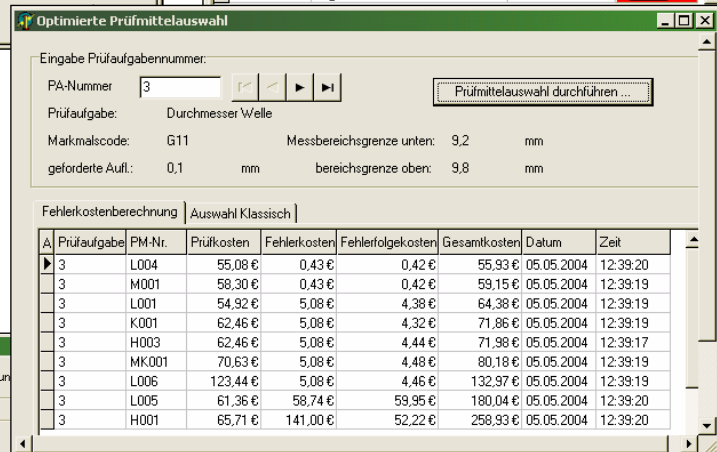 Optimierte Prüfmittelauswahl
Eingabe Prüfaufgabennummer:
PA-Nummer 3 Prüfmittelauswahl durchführen ...
Prüfaufgabe: Durchmesser Welle
Markmalscode: G11 Messbereichsgrenze unten: 9,2 mm
geforderte Aufl.: 0,1 mm bereichsgrenze oben: 9,8 mm
Fehlerkostenberechnung Auswahl Klassisch
A Prüfaufgabe PM-Nr. Prüfkosten Fehlerkosten Fehlerfolgekosten Gesamtkosten Datum Zeit
3 L004 55,08 € 0,43 € 0,42 € 55,93 € 05.05.2004 12:39:20
3 M001 58,30 € 0,43 € 0,42 € 59,15 € 05.05.2004 12:39:19
3 L001 54,92 € 5,08 € 4,38 € 64,38 € 05.05.2004 12:39:19
3 K001 62,46 € 5,08 € 4,32 € 71,86 € 05.05.2004 12:39:19
3 H003 62,46 € 5,08 € 4,44 € 71,98 € 05.05.2004 12:39:17
3 MK001 70,63 € 5,08 € 4,48 € 80,18 € 05.05.2004 12:39:19
3 L006 123,44 € 5,08 € 4,46 € 132,97 € 05.05.2004 12:39:19
3 L005 61,36 € 58,74 € 59,95 € 180,04 € 05.05.2004 12:39:20
3 H001 65,71 € 141,00 € 52,22 € 258,93 € 05.05.2004 12:39:20